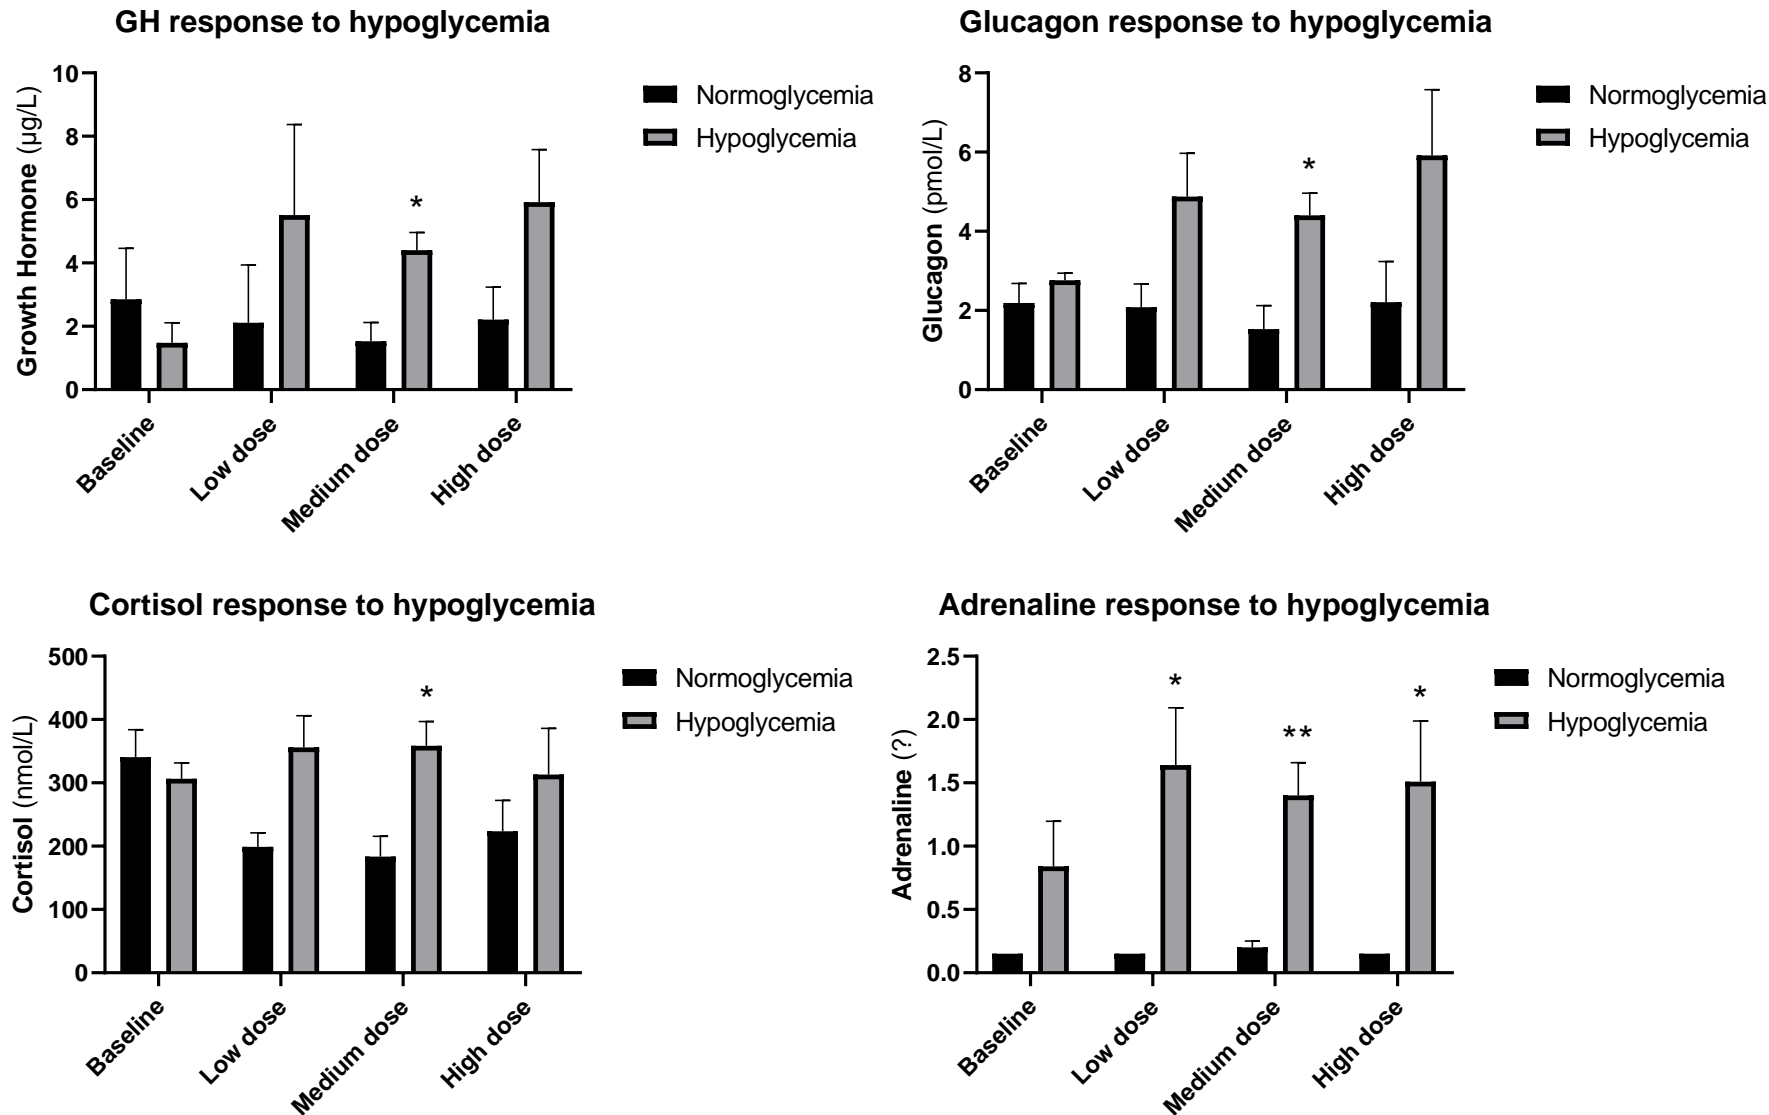 GH response to hypoglycemia
Growth Hormone (µg/L)
10
8
6
4
2
0
*
Baseline
Low dose
Medium dose
High dose
Normoglycemia
Hypoglycemia
Glucagon response to hypoglycemia
Glucagon (pmol/L)
8
6
4
2
0
*
Baseline
Low dose
Medium dose
High dose
Normoglycemia
Hypoglycemia
Cortisol response to hypoglycemia
Cortisol (nmol/L)
500
400
300
200
100
0
*
Baseline
Low dose
Medium dose
High dose
Normoglycemia
Hypoglycemia
Adrenaline response to hypoglycemia
Adrenaline (?)
2.5
2.0
1.5
1.0
0.5
0.0
*
**
*
Baseline
Low dose
Medium dose
High dose
Normoglycemia
Hypoglycemia